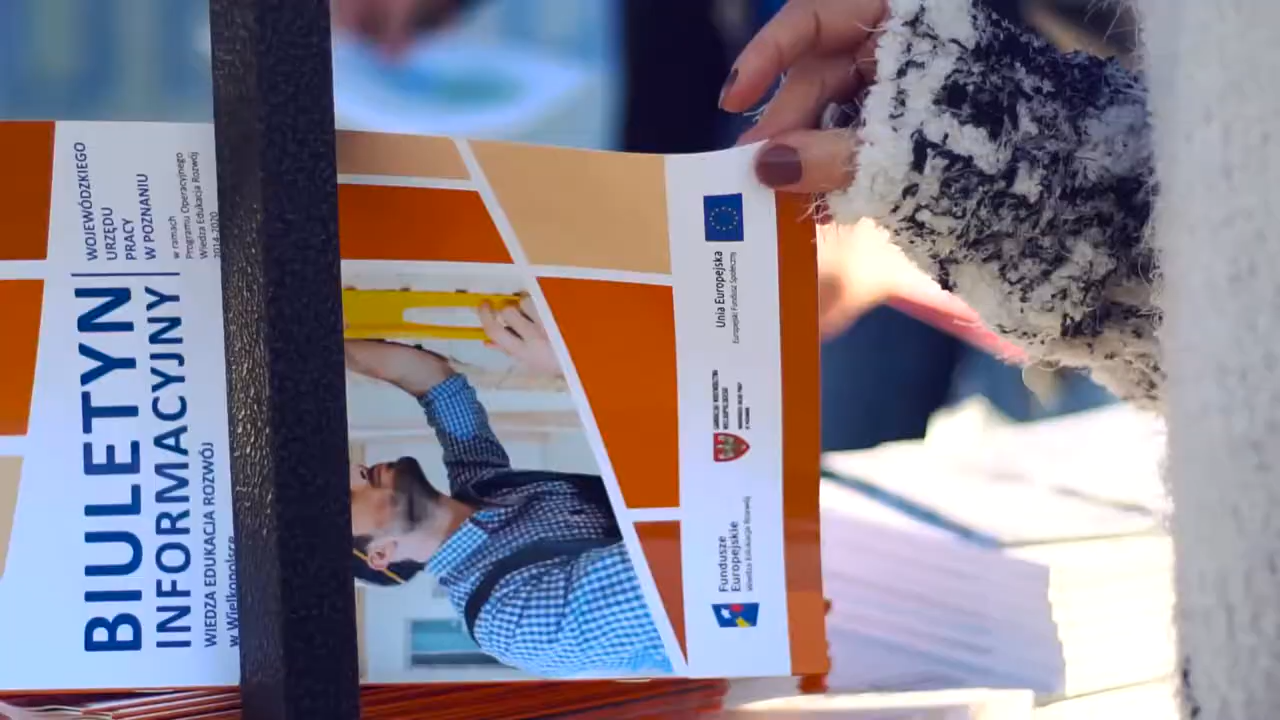 BIULETYN
INFORMACYJNY
WIEDZA EDUKACJA ROZWÓJ
w Wielkopolsce
WOJEWÓDZKIEGO
URZĘDU
PRACY
W POZNANIU
w ramach
Programu Operacyjnego
Wiedza Edukacja Rozwój
2014-2020
Fundusze
Europejskie
Wiedza Edukacja Rozwój
Unia Europejska
Europejski Fundusz Społeczny